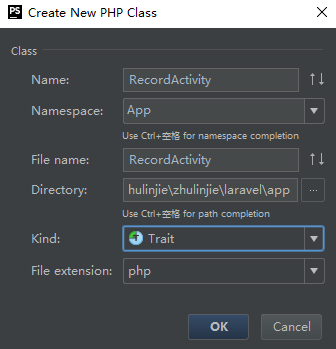 PS Create New PHP Class
Class
Name: RecordActivity
Namespace: App
Use Ctrl+空格 for namespace completion
File name: RecordActivity
Directory: hulinjie\zhulinjie\laravel\app ...
Use Ctrl+空格 for path completion
Kind: Trait
File extension: php
OK Cancel